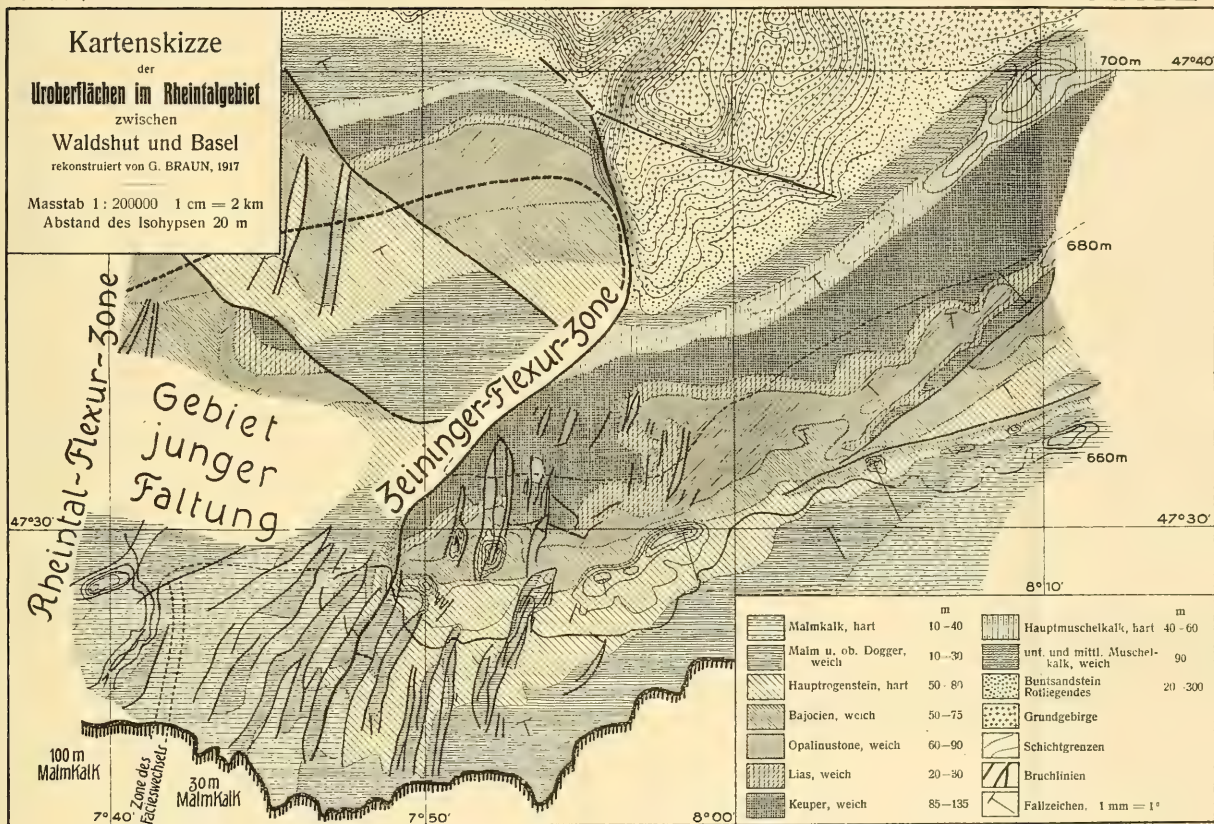 Kartenskizze
der
Uroberflächen im Rheintalgebiet
zwischen
Waldshut und Basel
rekonstruiert von G. BRAUN, 1917
Masstab 1 : 200000 1 cm = 2 km
Abstand des Isohypsen 20 m
700m 47°40'
680m
660m
Rheintal-Flexur-Zone
Zeininger-Flexur-Zone
Gebiet
junger
Faltung
47°30'
47°30'
8°10'
100 m
MalmKalk
Zone des
Facieswechsels
30 m
MalmKalk
7°40'
7°50'
8°00'
m
Malmkalk, hart 10-40
Malm u. ob. Dogger,
weich 10-30
Hauptrogenstein, hart 50-80
Bajocien, weich 50-75
Opalinustone, weich 60-90
Lias, weich 20-30
Keuper, weich 85-135
m
Hauptmuschelkalk, hart 40-60
unt. und mittl. Muschel-
kalk, weich 90
Buntsandstein
Rotliegendes 20-300
Grundgebirge
Schichtgrenzen
Bruchlinien
Fallzeichen, 1 mm = 1°